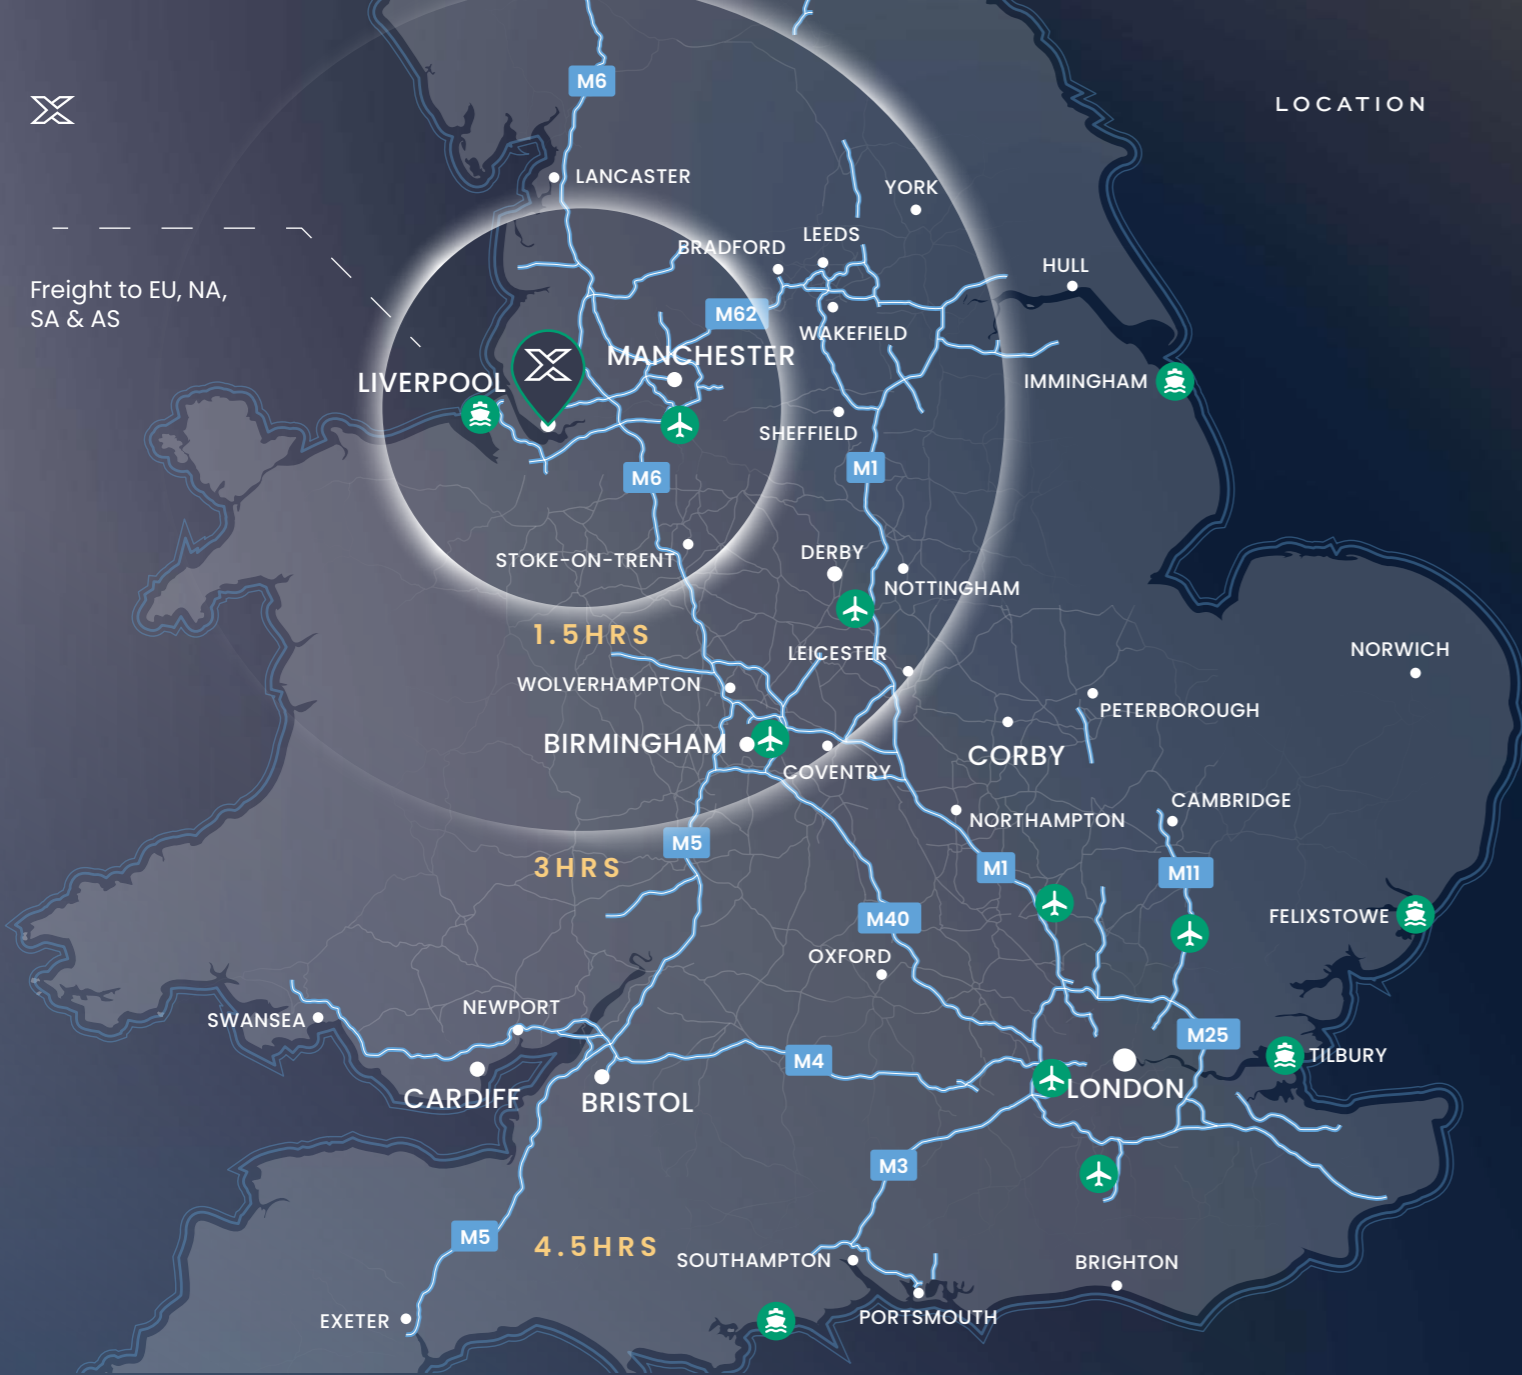 M6
LOCATION
LANCASTER
YORK
LEEDS
BRADFORD
HULL
Freight to EU, NA,
SA & AS
M62
WAKEFIELD
MANCHESTER
LIVERPOOL
IMMINGHAM
SHEFFIELD
M1
M6
DERBY
STOKE-ON-TRENT
NOTTINGHAM
1.5HRS
LEICESTER
NORWICH
WOLVERHAMPTON
PETERBOROUGH
BIRMINGHAM
CORBY
COVENTRY
CAMBRIDGE
NORTHAMPTON
M5
3HRS
M1
M11
M40
FELIXSTOWE
OXFORD
NEWPORT
SWANSEA
M25
TILBURY
M4
LONDON
CARDIFF
BRISTOL
M3
M5
4.5HRS
SOUTHAMPTON
BRIGHTON
EXETER
PORTSMOUTH